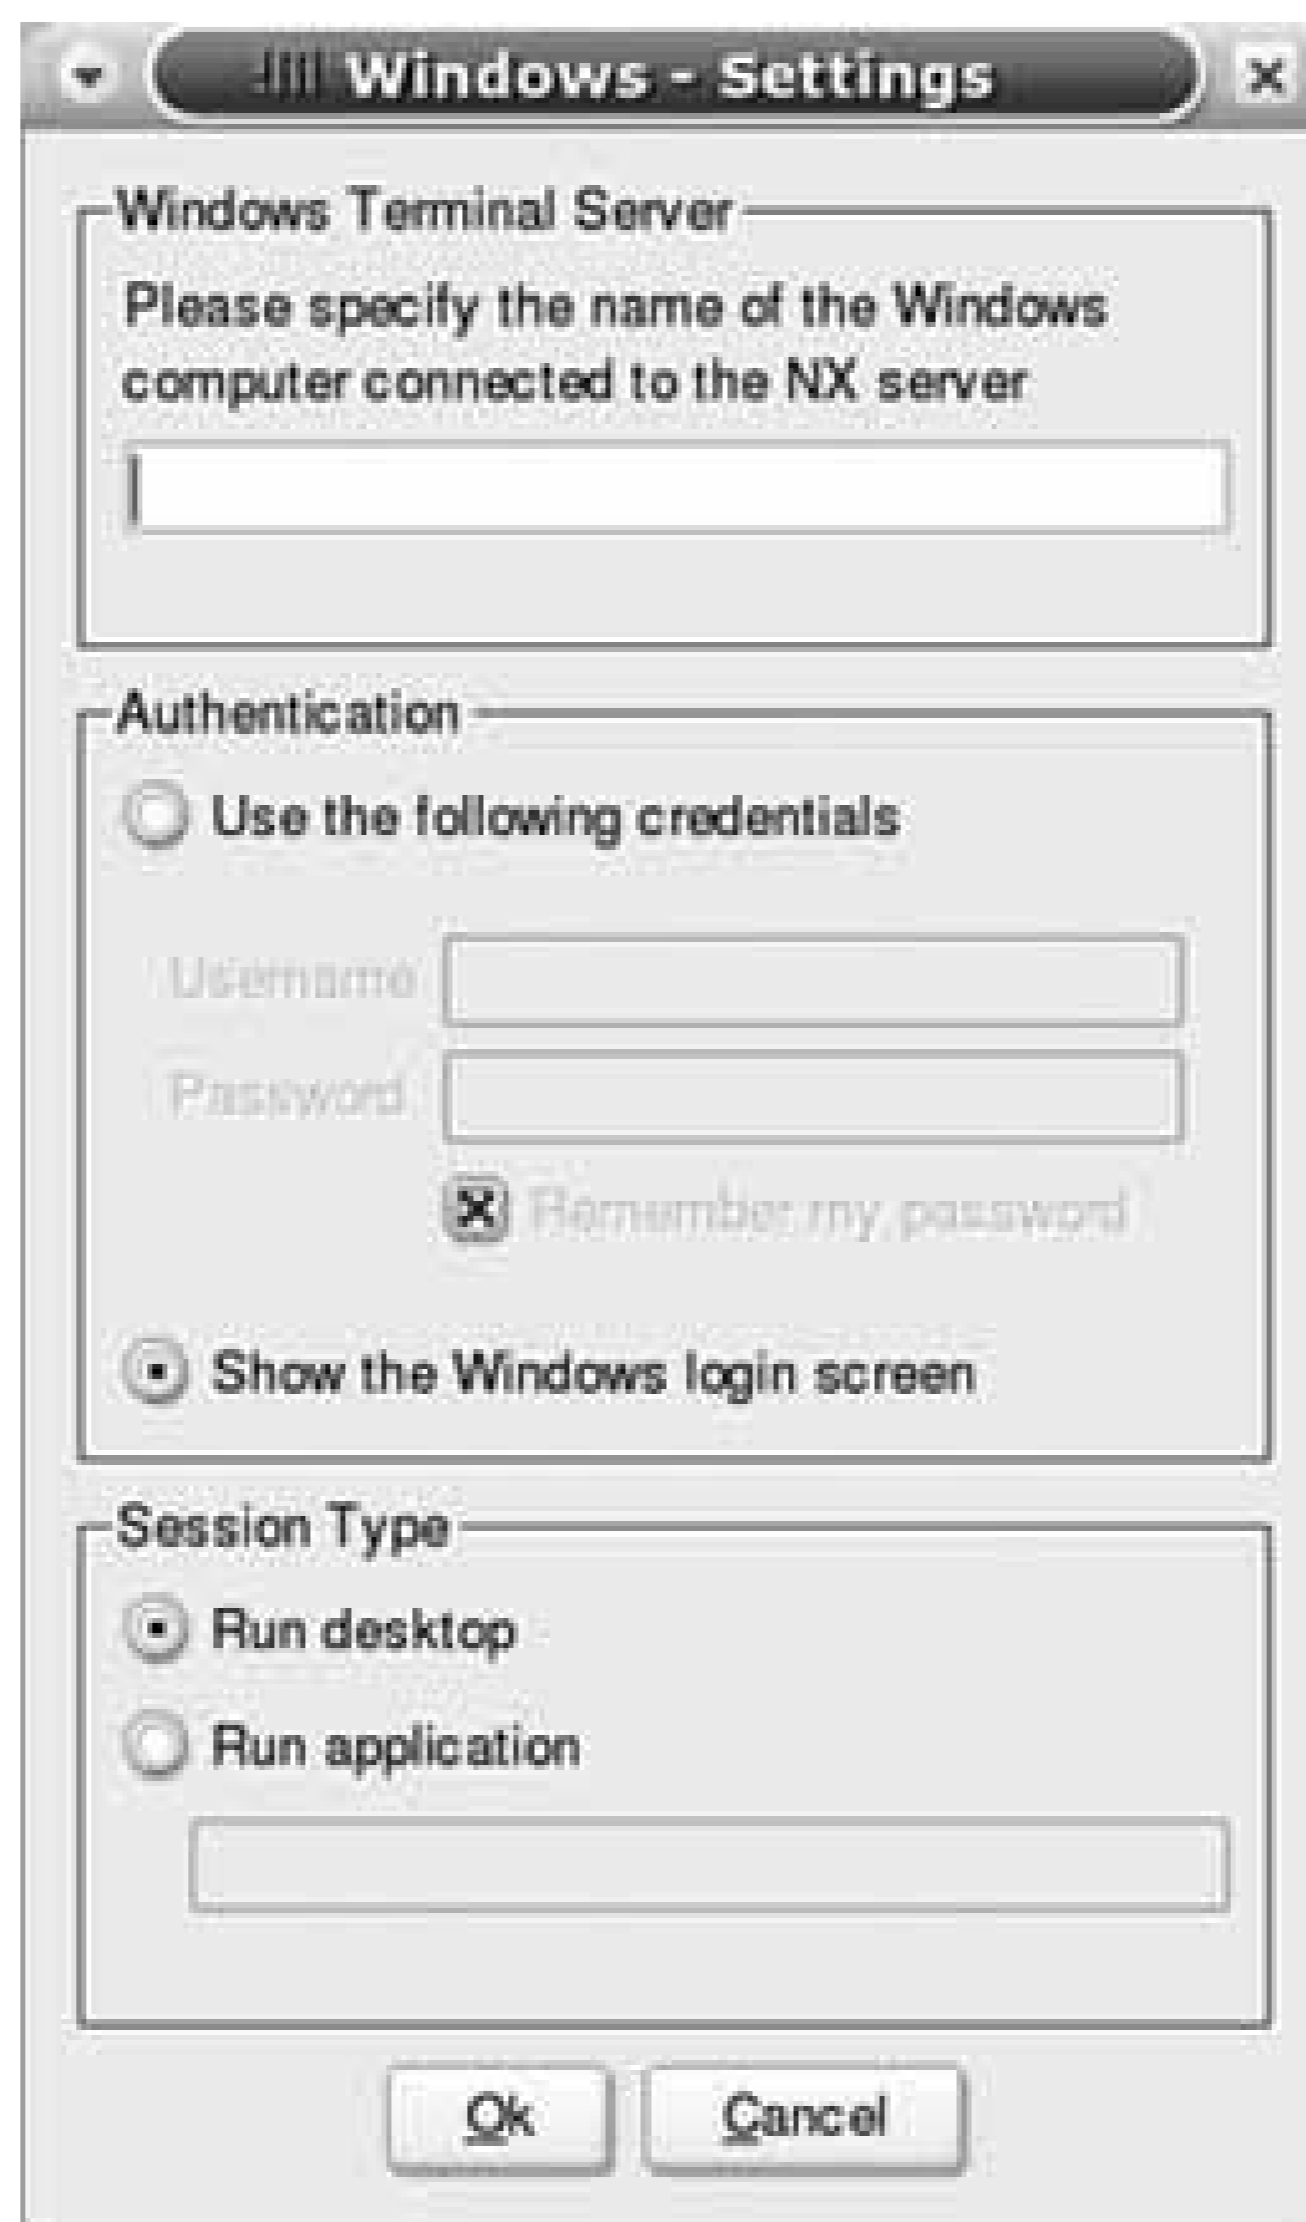 Windows - Settings
Windows Terminal Server
Please specify the name of the Windows
computer connected to the NX server
Authentication
Use the following credentials
Username
Password
Remember my password
Show the Windows login screen
Session Type
Run desktop
Run application
Ok
Cancel